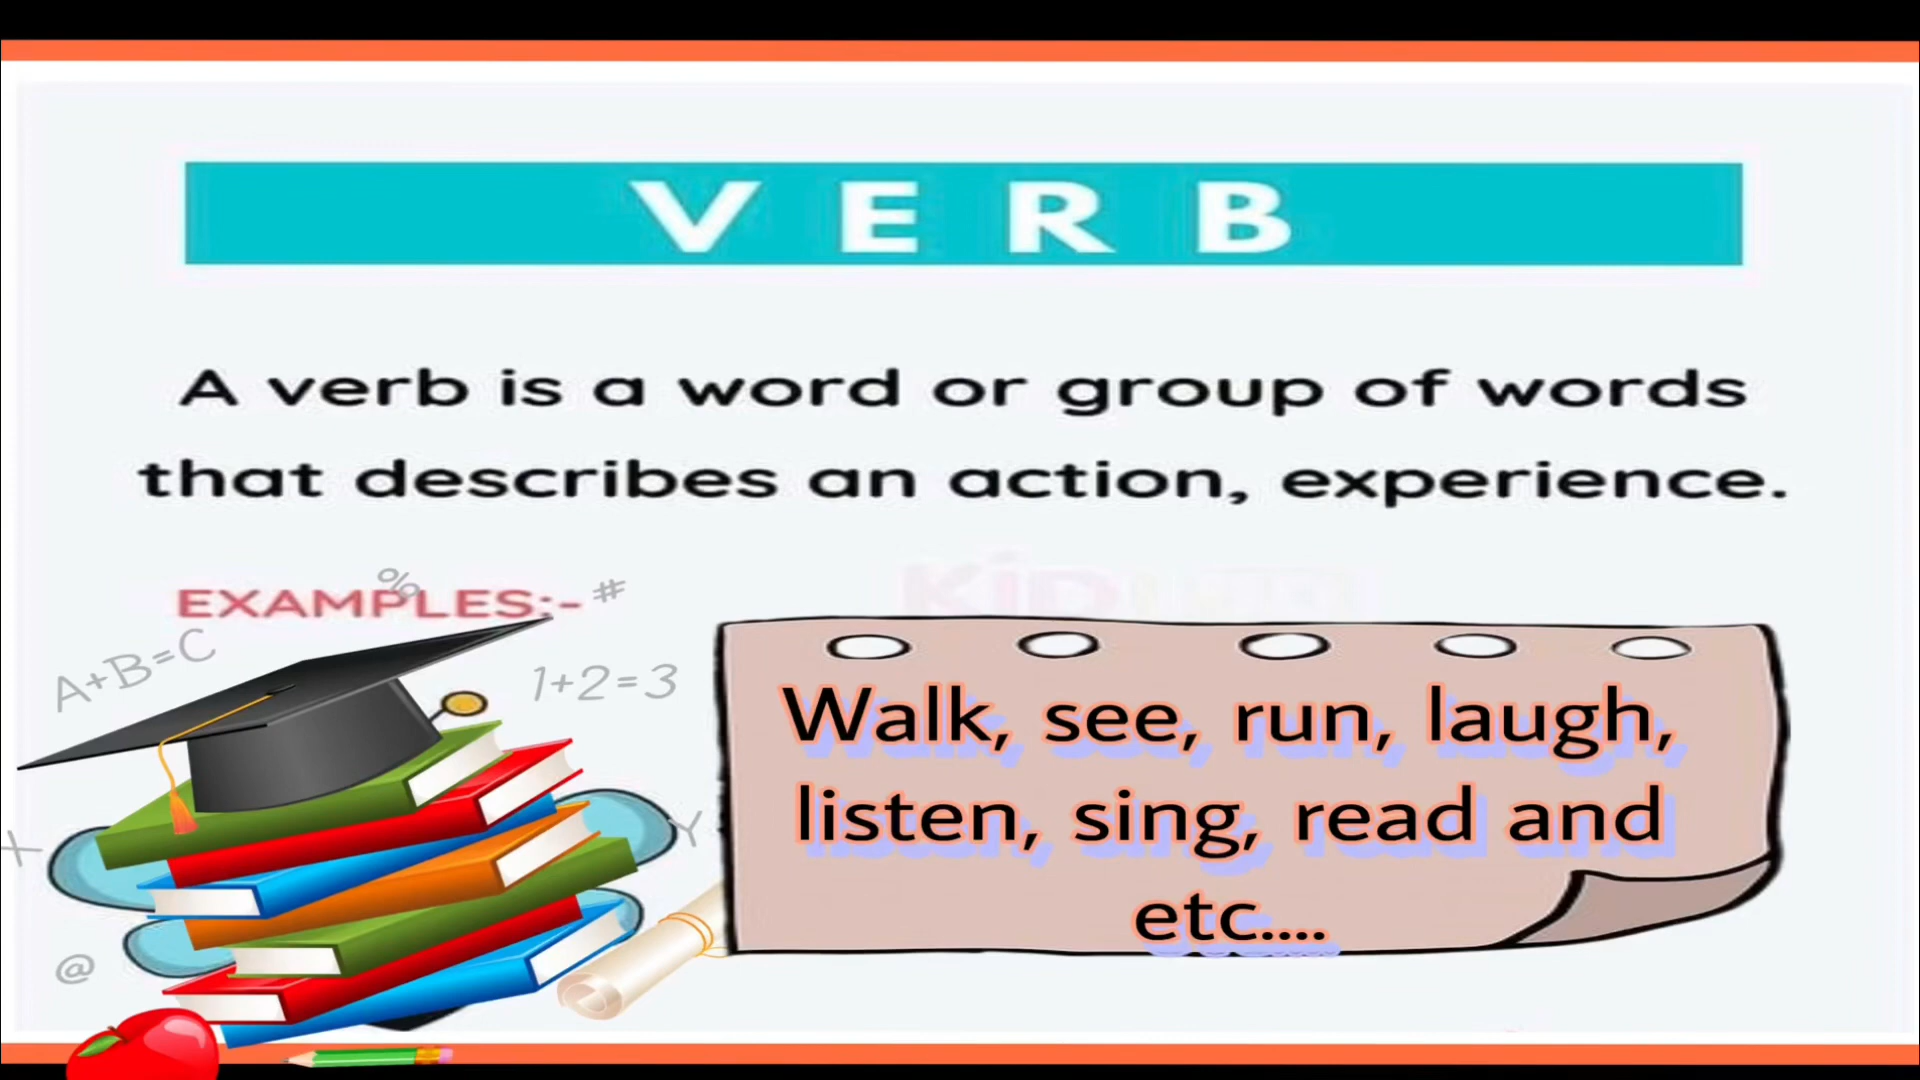 V E R B
A verb is a word or group of words
that describes an action, experience.
EXAMPLES:-
%
#
A+B=C
1+2=3
X
Y
@
Walk, see, run, laugh,
listen, sing, read and
etc....